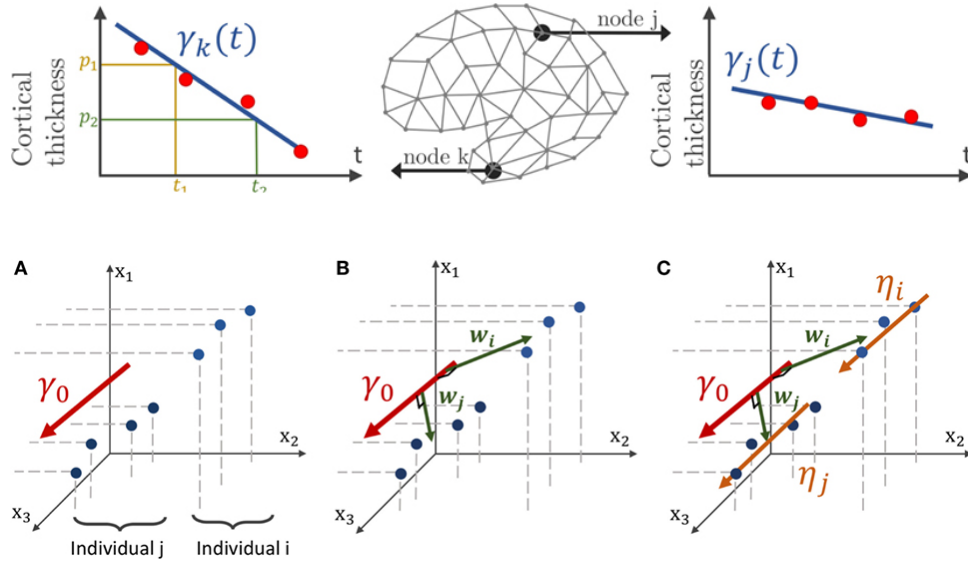 Cortical
thickness
p₁
p₂
γₖ(t)
t₁
t₂
t
node j
node k
Cortical
thickness
γⱼ(t)
t
A
x₁
γ₀
x₂
x₃
Individual j
Individual i
B
x₁
wᵢ
γ₀
wⱼ
x₂
x₃
C
x₁
ηᵢ
wᵢ
γ₀
wⱼ
x₂
ηⱼ
x₃